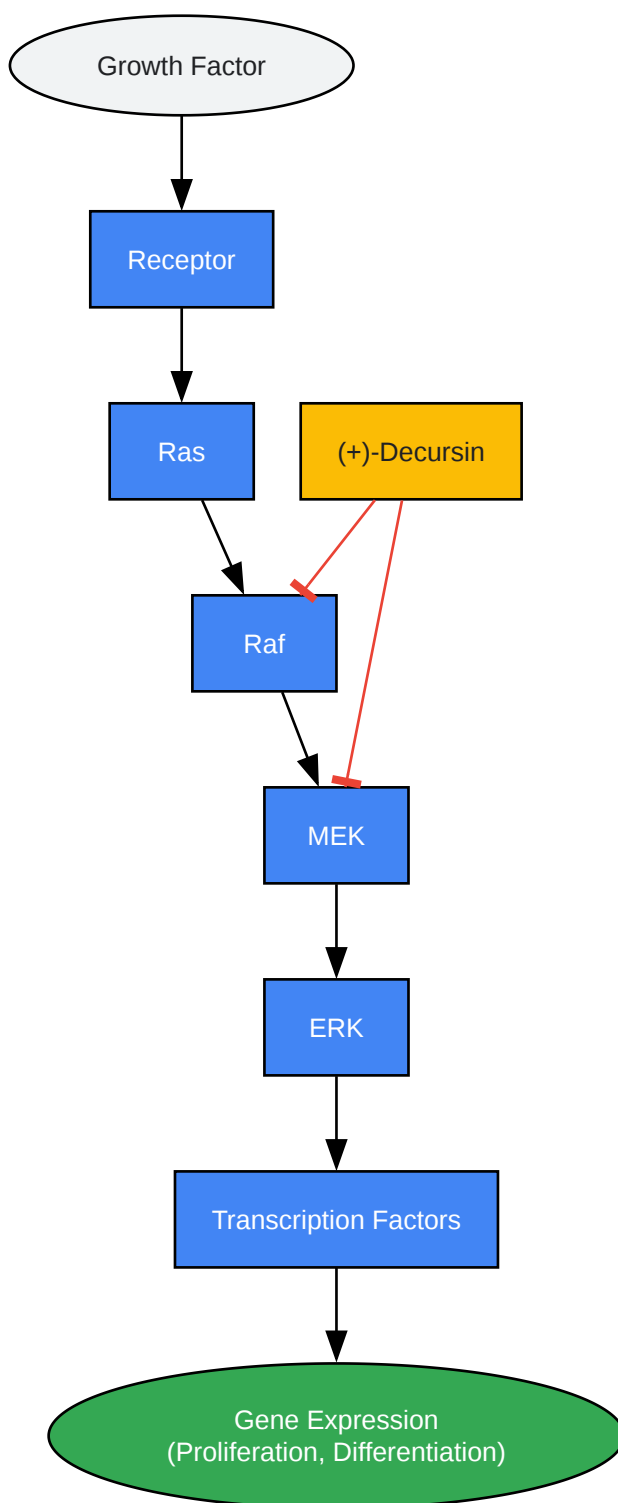 Growth Factor
Receptor
Ras
(+)-Decursin
Raf
MEK
ERK
Transcription Factors
Gene Expression
(Proliferation, Differentiation)